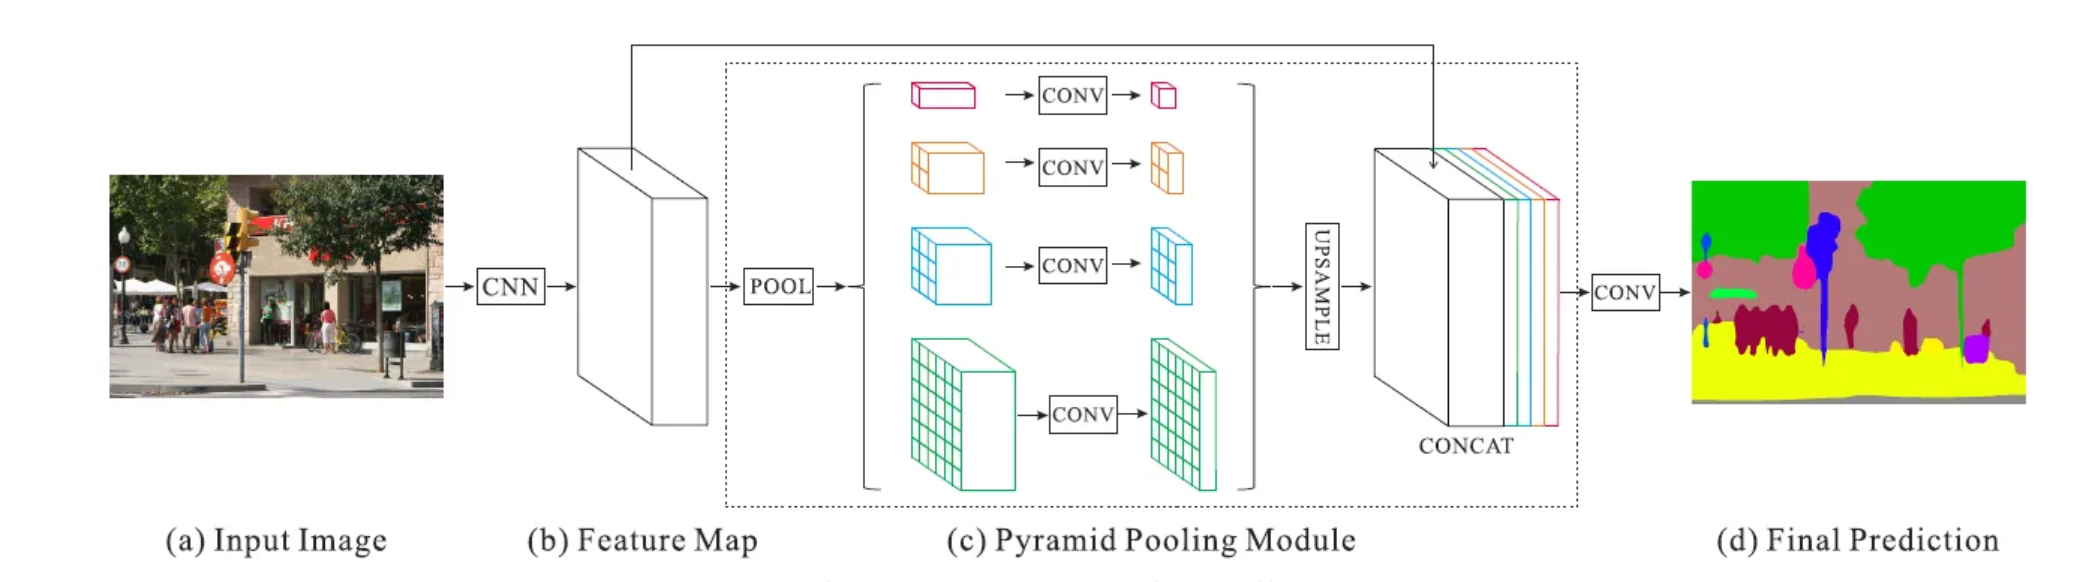 CNN
POOL
CONV
CONV
CONV
CONV
UPSAMPLE
CONCAT
CONV
(a) Input Image
(b) Feature Map
(c) Pyramid Pooling Module
(d) Final Prediction